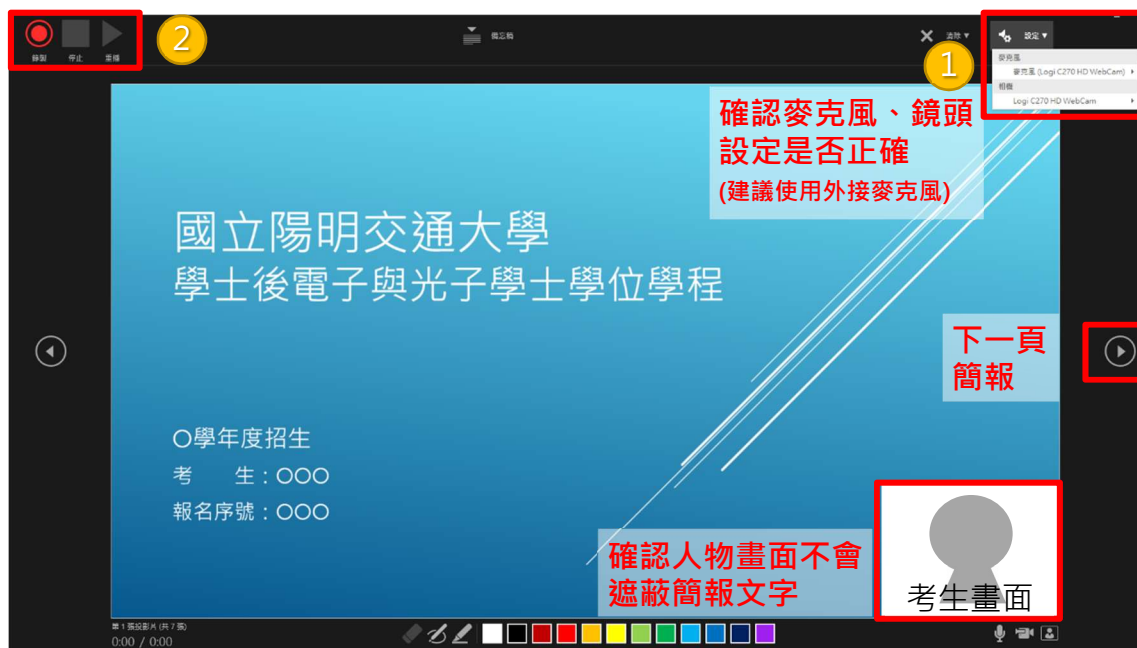 錄製 停止 重播
2
備忘稿
清除
設定
1
麥克風
麥克風 (Logi C270 HD WebCam)
相機
Logi C270 HD WebCam
確認麥克風、鏡頭
設定是否正確
(建議使用外接麥克風)
國立陽明交通大學
學士後電子與光子學士學位學程
下一頁
簡報
〇學年度招生
考 生:〇〇〇
報名序號:〇〇〇
確認人物畫面不會
遮蔽簡報文字
考生畫面
第 1 張投影片 (共 7 張)
0:00 / 0:00